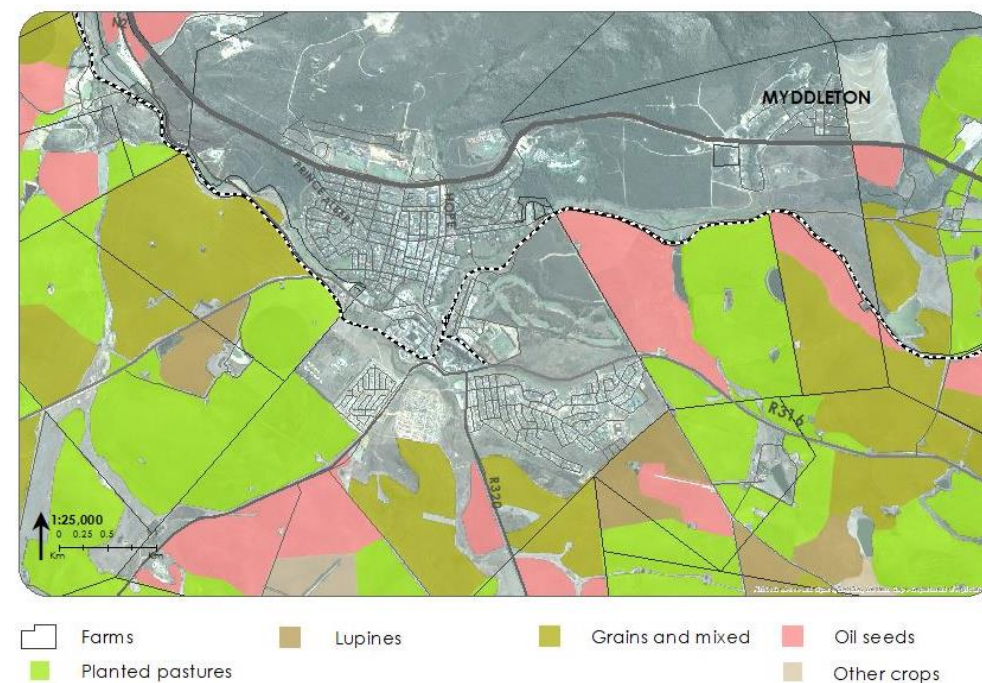 N2
MYDDLETON
PRINCE ALBERT
HOPE
R316
R320
1:25,000
0 0.25 0.5
Km
Farms
Lupines
Grains and mixed
Oil seeds
Planted pastures
Other crops